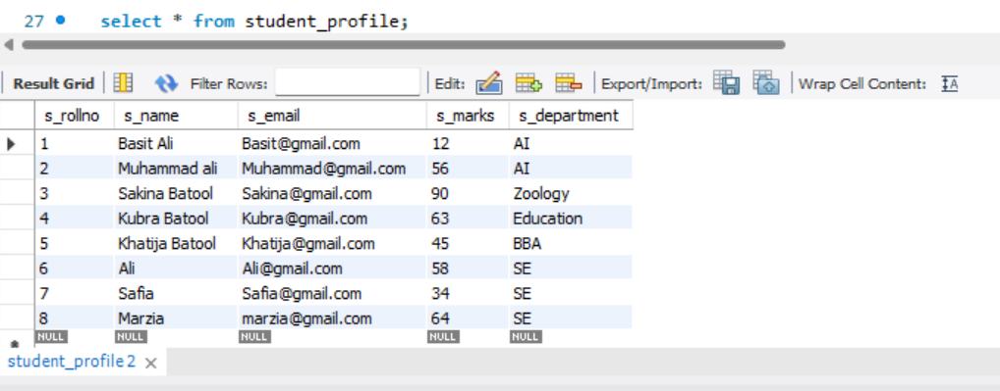 27 select * from student_profile;
Result Grid Filter Rows: Edit: Export/Import: Wrap Cell Content: IA
s_rollno s_name s_email s_marks s_department
1 Basit Ali Basit@gmail.com 12 AI
2 Muhammad ali Muhammad@gmail.com 56 AI
3 Sakina Batool Sakina@gmail.com 90 Zoology
4 Kubra Batool Kubra@gmail.com 63 Education
5 Khatija Batool Khatija@gmail.com 45 BBA
6 Ali Ali@gmail.com 58 SE
7 Safia Safia@gmail.com 34 SE
8 Marzia marzia@gmail.com 64 SE
NULL NULL NULL NULL NULL
student_profile 2